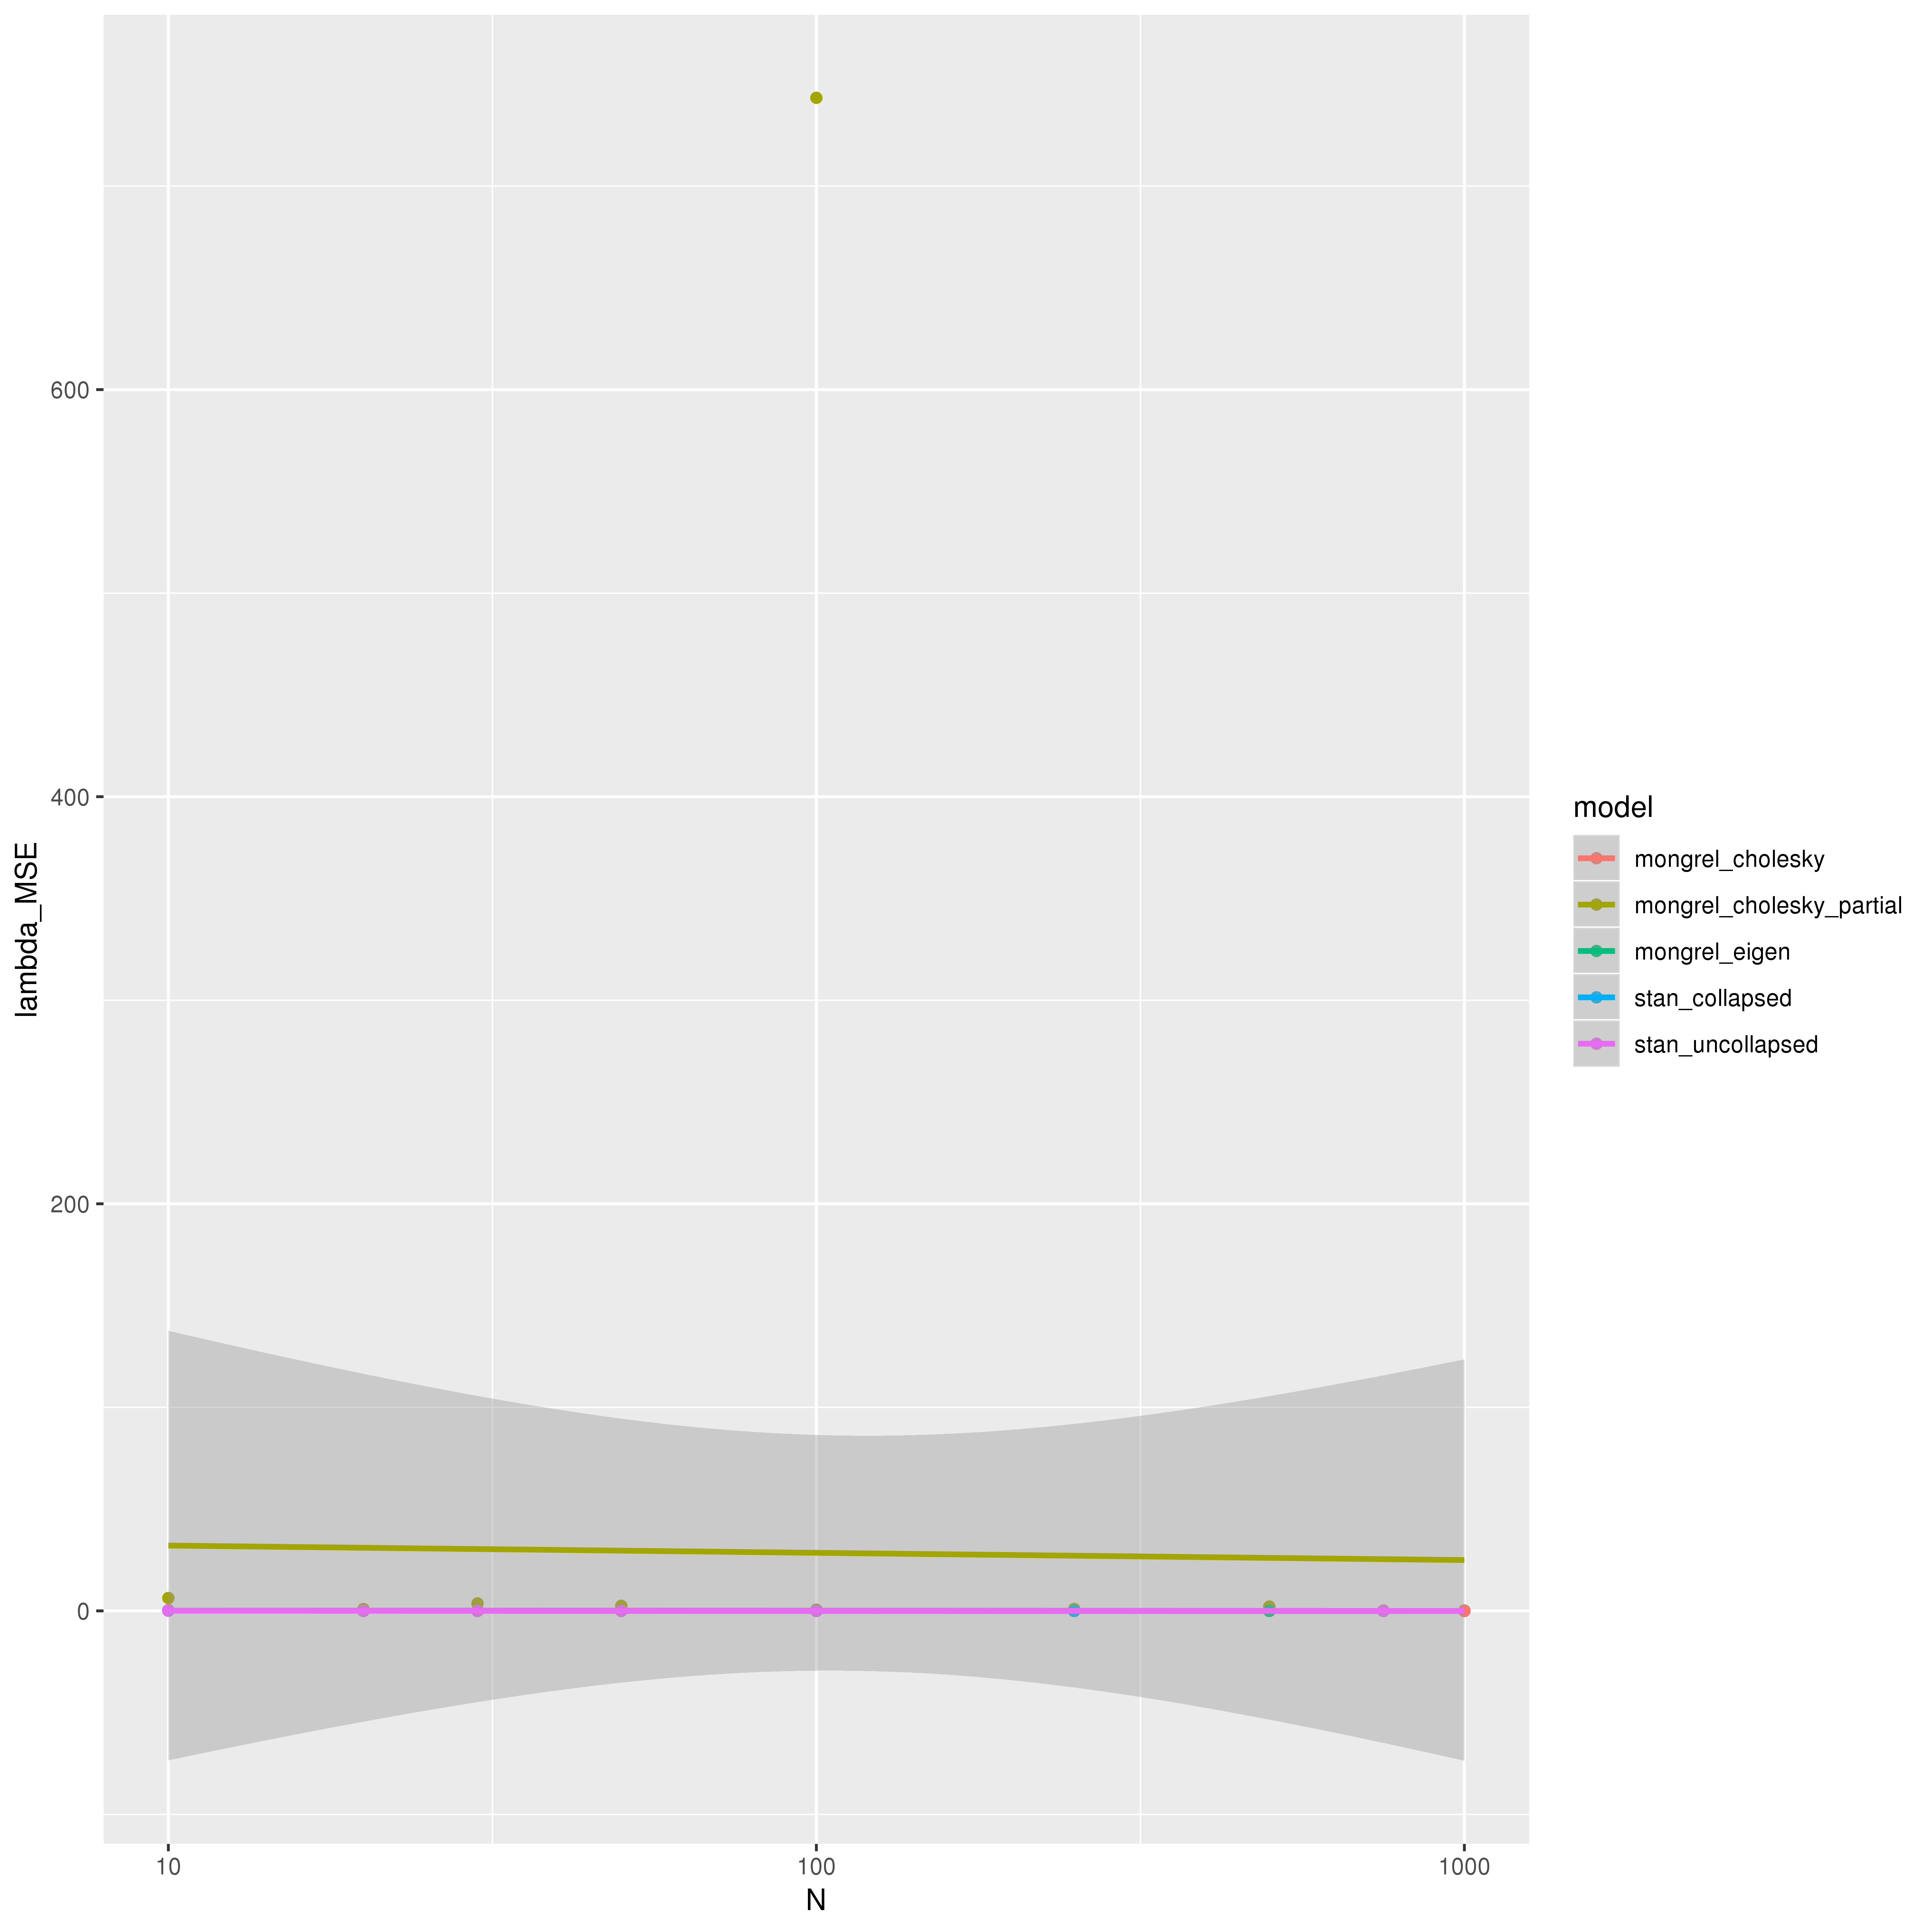 lambda_MSE
600
400
200
0
10
100
1000
N
model
mongrel_cholesky
mongrel_cholesky_partial
mongrel_eigen
stan_collapsed
stan_uncollapsed